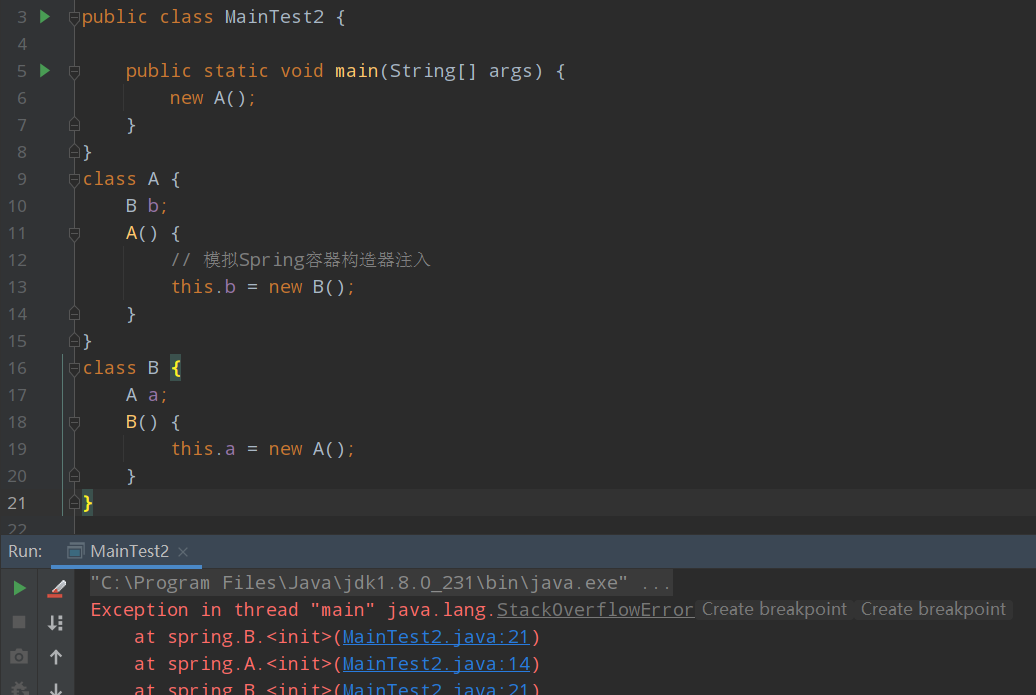 3 public class MainTest2 {
4
5 public static void main(String[] args) {
6 new A();
7 }
8 }
9 class A {
10 B b;
11 A() {
12 // 模拟Spring容器构造器注入
13 this.b = new B();
14 }
15 }
16 class B {
17 A a;
18 B() {
19 this.a = new A();
20 }
21 }
22
Run: MainTest2 ×
"C:\Program Files\Java\jdk1.8.0_231\bin\java.exe" ...
Exception in thread "main" java.lang.StackOverflowError Create breakpoint Create breakpoint
at spring.B.<init>(MainTest2.java:21)
at spring.A.<init>(MainTest2.java:14)
at spring.B.<init>(MainTest2.java:21)